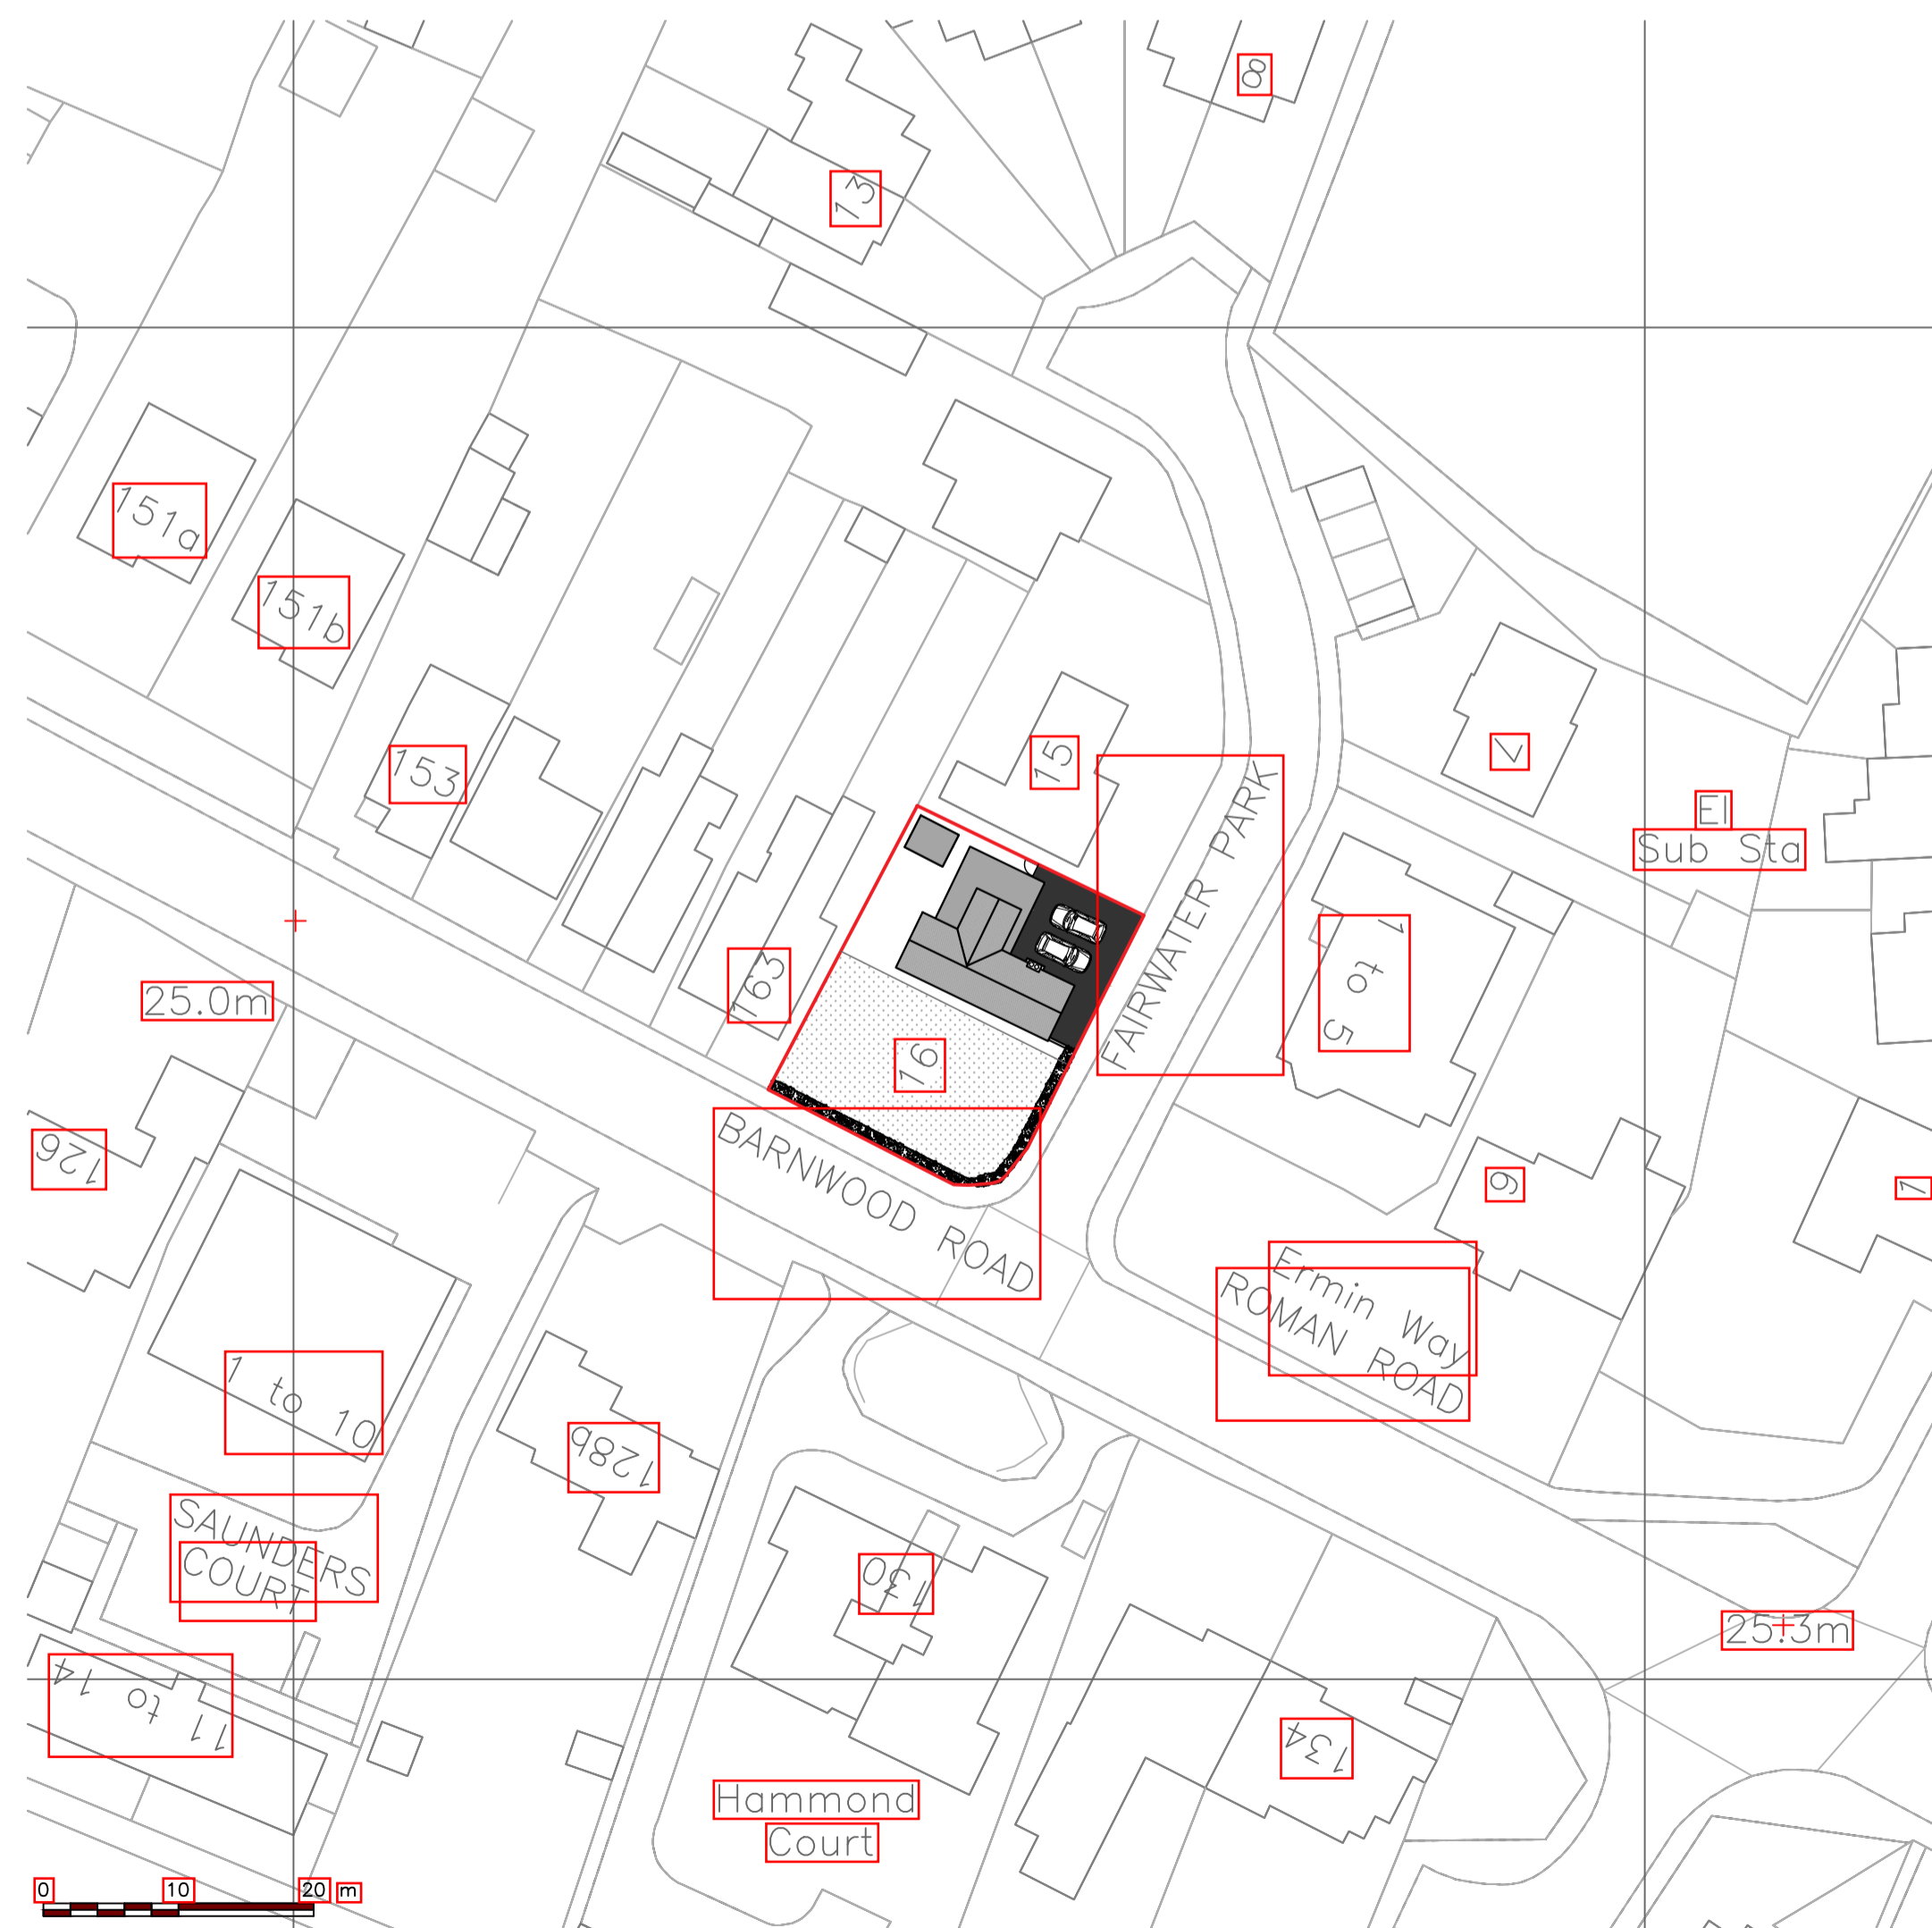 8
13
151a
151b
153
15
7
El
Sub Sta
FAIRWATER PARK
163
25.0m
1 to 5
16
126
BARNWOOD ROAD
9
1
Ermin Way
ROMAN ROAD
1 to 10
128b
SAUNDERS
COURT
130
25.3m
11 to 14
134
Hammond
Court
0 10 20 m